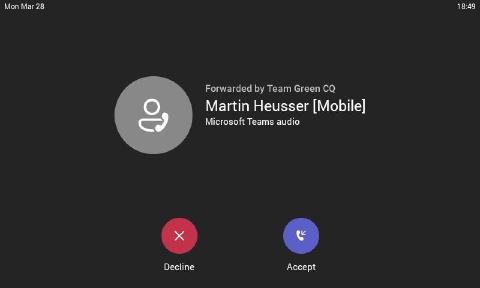 Mon Mar 28
18:49
Forwarded by Team Green CQ
Martin Heusser [Mobile]
Microsoft Teams audio
Decline
Accept